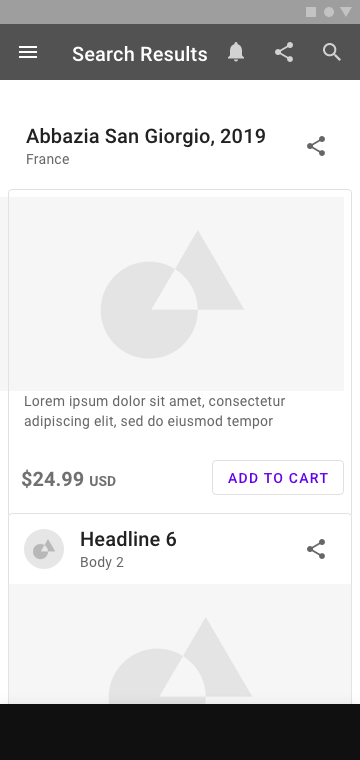 Search Results
Abbazia San Giorgio, 2019
France
Lorem ipsum dolor sit amet, consectetur
adipiscing elit, sed do eiusmod tempor
$24.99 USD
ADD TO CART
Headline 6
Body 2